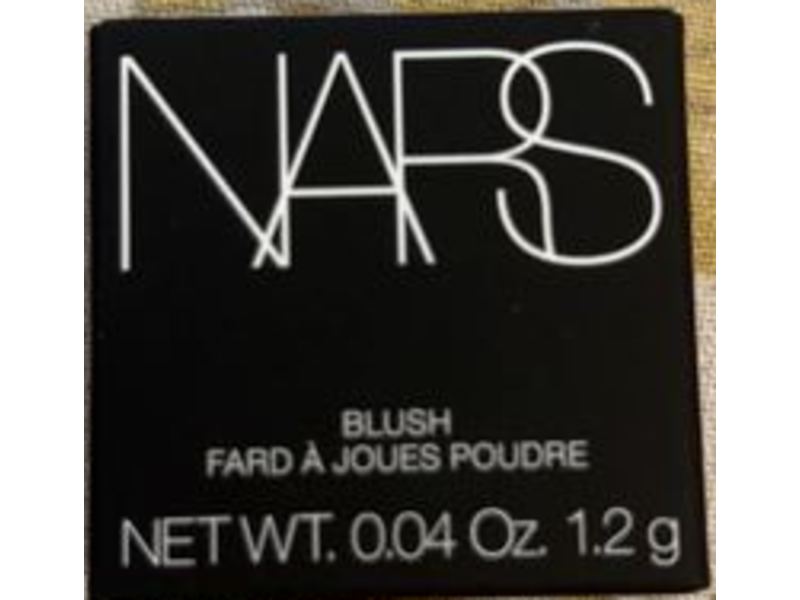 NARS
BLUSH
FARD À JOUES POUDRE
NET WT. 0.04 Oz. 1.2 g